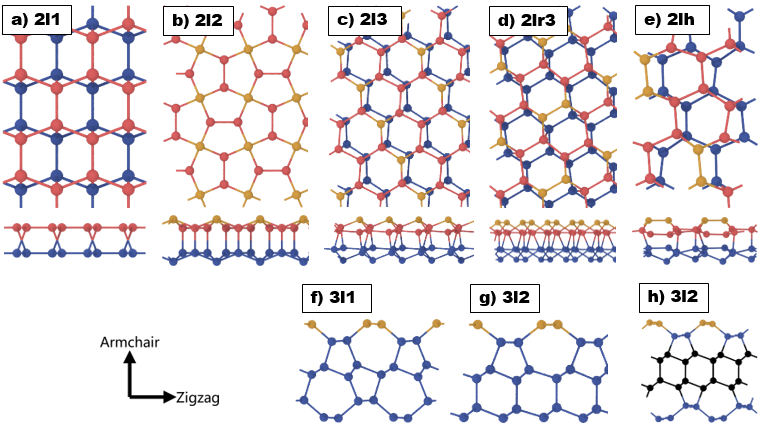 a) 2l1
b) 2l2
c) 2l3
d) 2lr3
e) 2lh
f) 3l1
g) 3l2
h) 3l2
Armchair
Zigzag